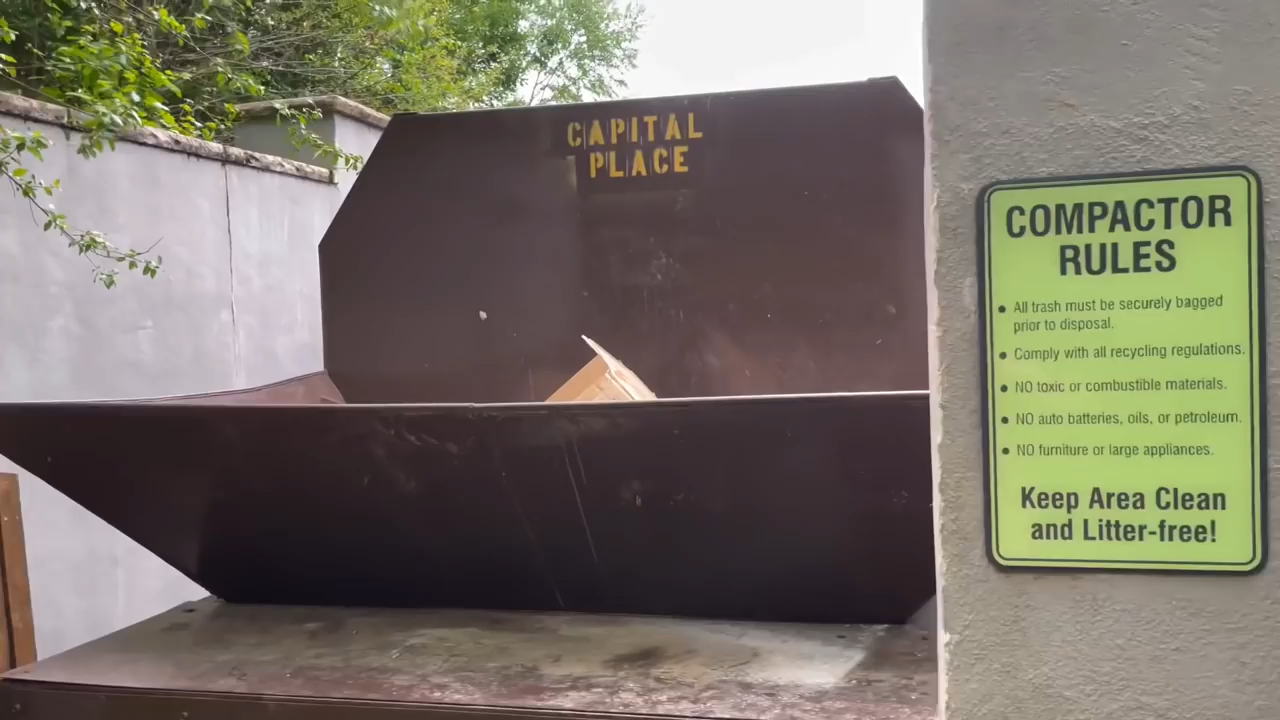 CAPITAL
PLACE
COMPACTOR
RULES
• All trash must be securely bagged
prior to disposal.
• Comply with all recycling regulations.
• NO toxic or combustible materials.
• NO auto batteries, oils, or petroleum.
• NO furniture or large appliances.
Keep Area Clean
and Litter-free!